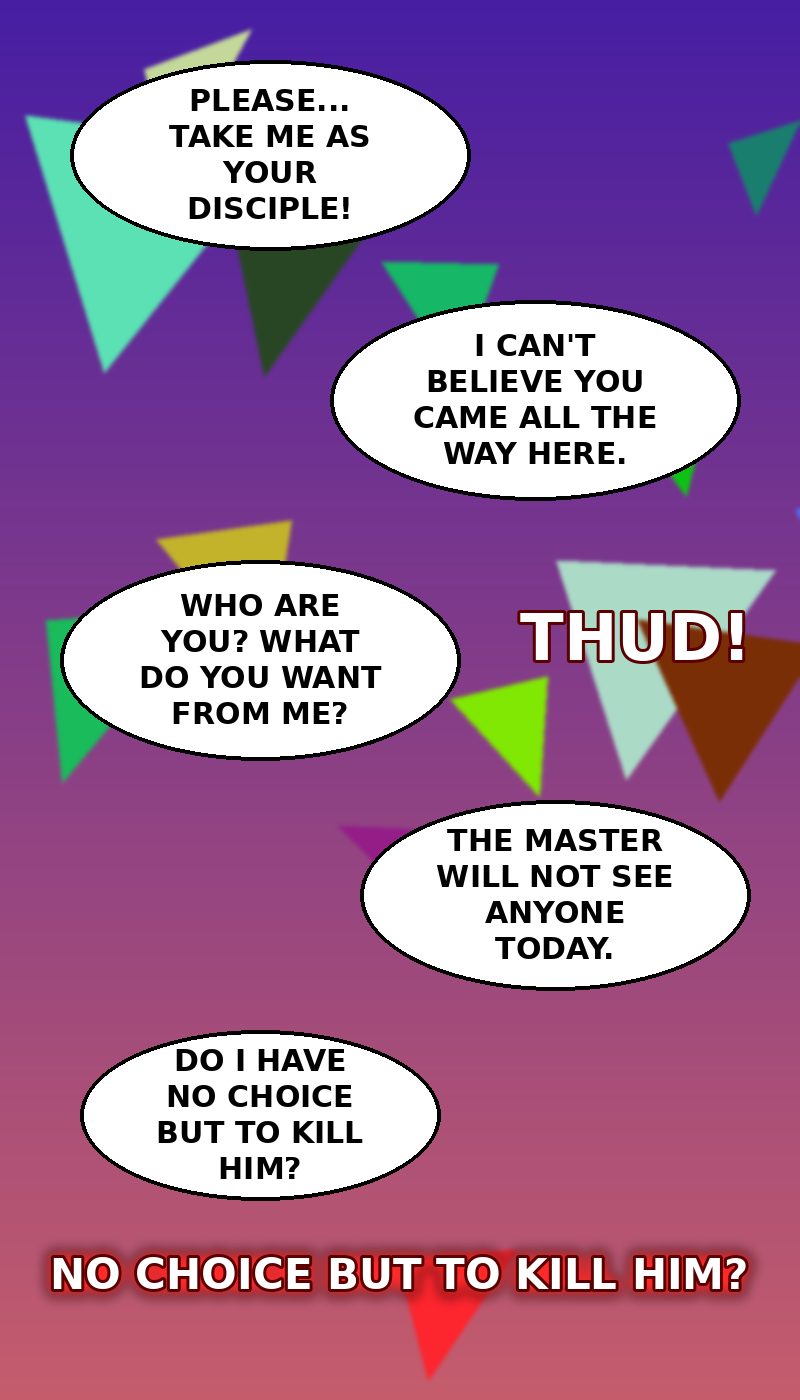 PLEASE...
TAKE ME AS
YOUR
DISCIPLE!
I CAN'T
BELIEVE YOU
CAME ALL THE
WAY HERE.
WHO ARE
YOU? WHAT
DO YOU WANT
FROM ME?
THUD!
THE MASTER
WILL NOT SEE
ANYONE
TODAY.
DO I HAVE
NO CHOICE
BUT TO KILL
HIM?
NO CHOICE BUT TO KILL HIM?